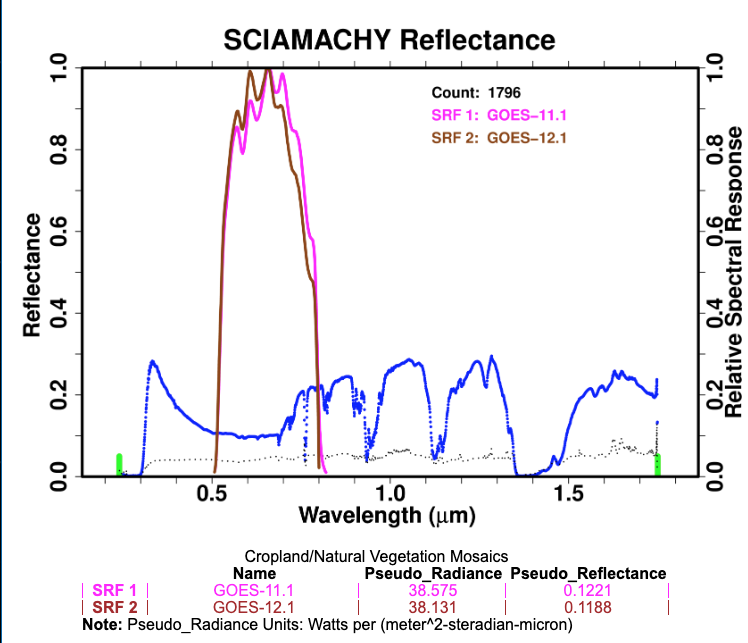 SCIAMACHY Reflectance
Count: 1796
SRF 1: GOES-11.1
SRF 2: GOES-12.1
Reflectance
Relative Spectral Response
1.0
0.8
0.6
0.4
0.2
0.0
1.0
0.8
0.6
0.4
0.2
0.0
0.5 1.0 1.5
Wavelength (μm)
Cropland/Natural Vegetation Mosaics
Name Pseudo_Radiance Pseudo_Reflectance
| SRF 1 | GOES-11.1 | 38.575 | 0.1221 |
| SRF 2 | GOES-12.1 | 38.131 | 0.1188 |
Note: Pseudo_Radiance Units: Watts per (meter^2-steradian-micron)